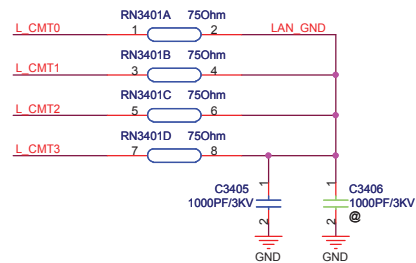 RN3401A 75Ohm
L_CMT0 1 2 LAN_GND
RN3401B 75Ohm
L_CMT1 3 4
RN3401C 75Ohm
L_CMT2 5 6
RN3401D 75Ohm
L_CMT3 7 8
1 C3405 1 C3406
1000PF/3KV 1000PF/3KV
2 2 @
GND GND